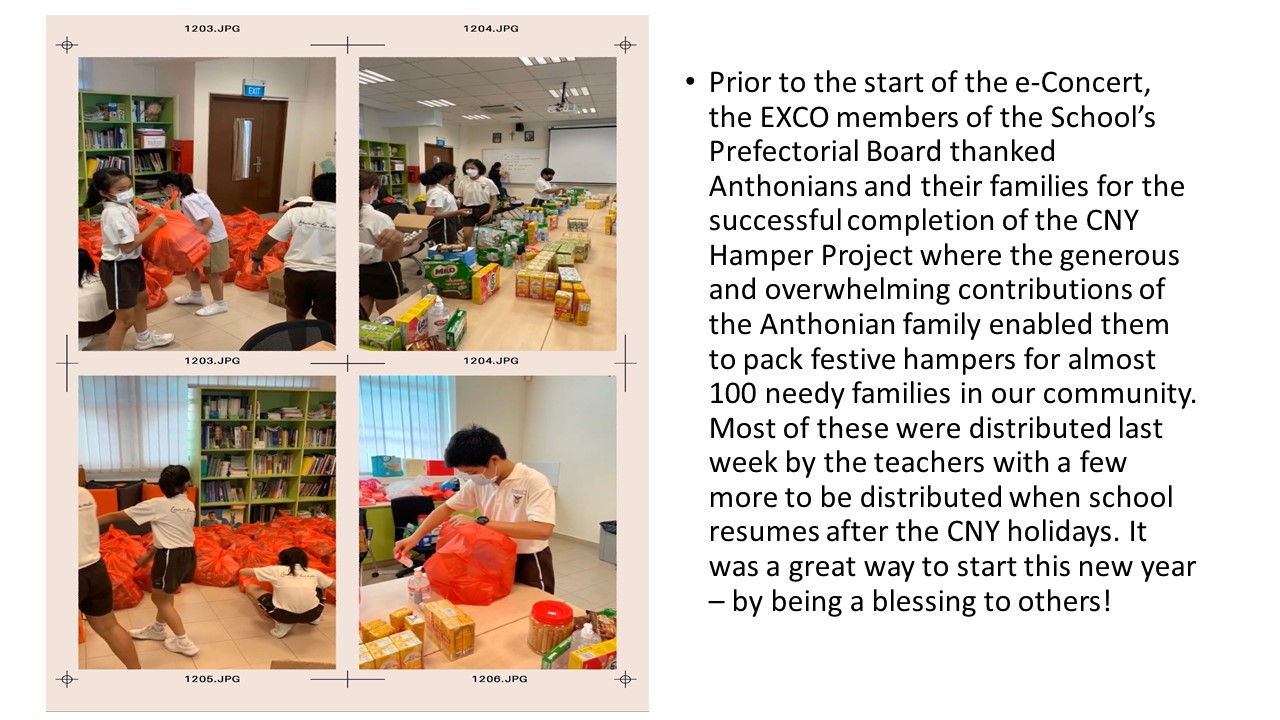 1203.JPG
1204.JPG
EXIT
MILO
1203.JPG
1204.JPG
1205.JPG
1206.JPG
• Prior to the start of the e-Concert,
the EXCO members of the School’s
Prefectorial Board thanked
Anthonians and their families for the
successful completion of the CNY
Hamper Project where the generous
and overwhelming contributions of
the Anthonian family enabled them
to pack festive hampers for almost
100 needy families in our community.
Most of these were distributed last
week by the teachers with a few
more to be distributed when school
resumes after the CNY holidays. It
was a great way to start this new year
– by being a blessing to others!